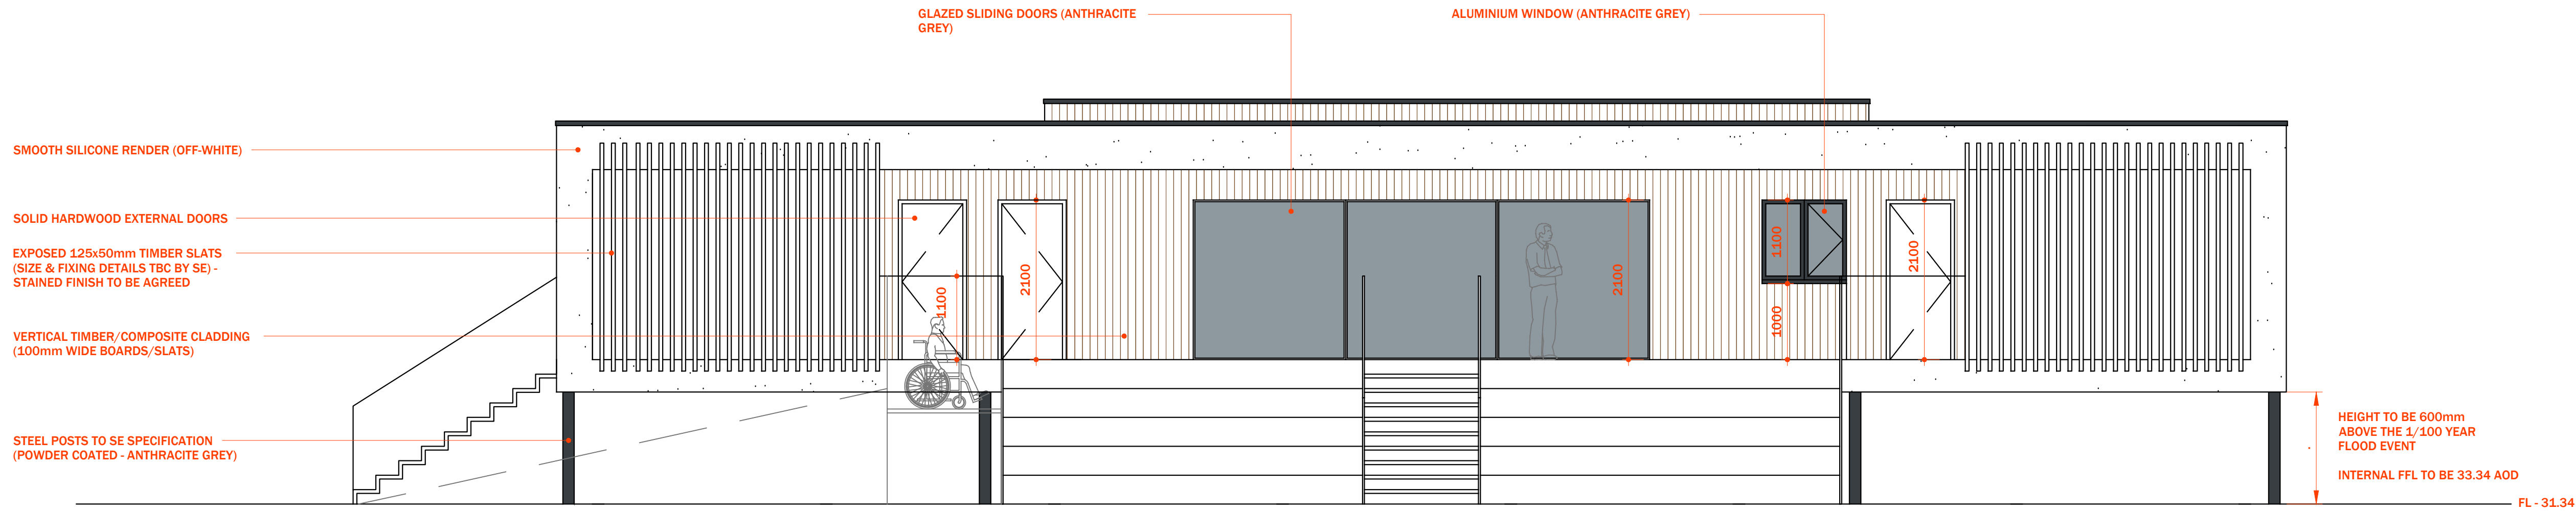 GLAZED SLIDING DOORS (ANTHRACITE
GREY)
ALUMINIUM WINDOW (ANTHRACITE GREY)
SMOOTH SILICONE RENDER (OFF-WHITE)
SOLID HARDWOOD EXTERNAL DOORS
EXPOSED 125x50mm TIMBER SLATS
(SIZE & FIXING DETAILS TBC BY SE) -
STAINED FINISH TO BE AGREED
VERTICAL TIMBER/COMPOSITE CLADDING
(100mm WIDE BOARDS/SLATS)
STEEL POSTS TO SE SPECIFICATION
(POWDER COATED - ANTHRACITE GREY)
1100
2100
2100
1100
1000
2100
HEIGHT TO BE 600mm
ABOVE THE 1/100 YEAR
FLOOD EVENT
INTERNAL FFL TO BE 33.34 AOD
FL - 31.34